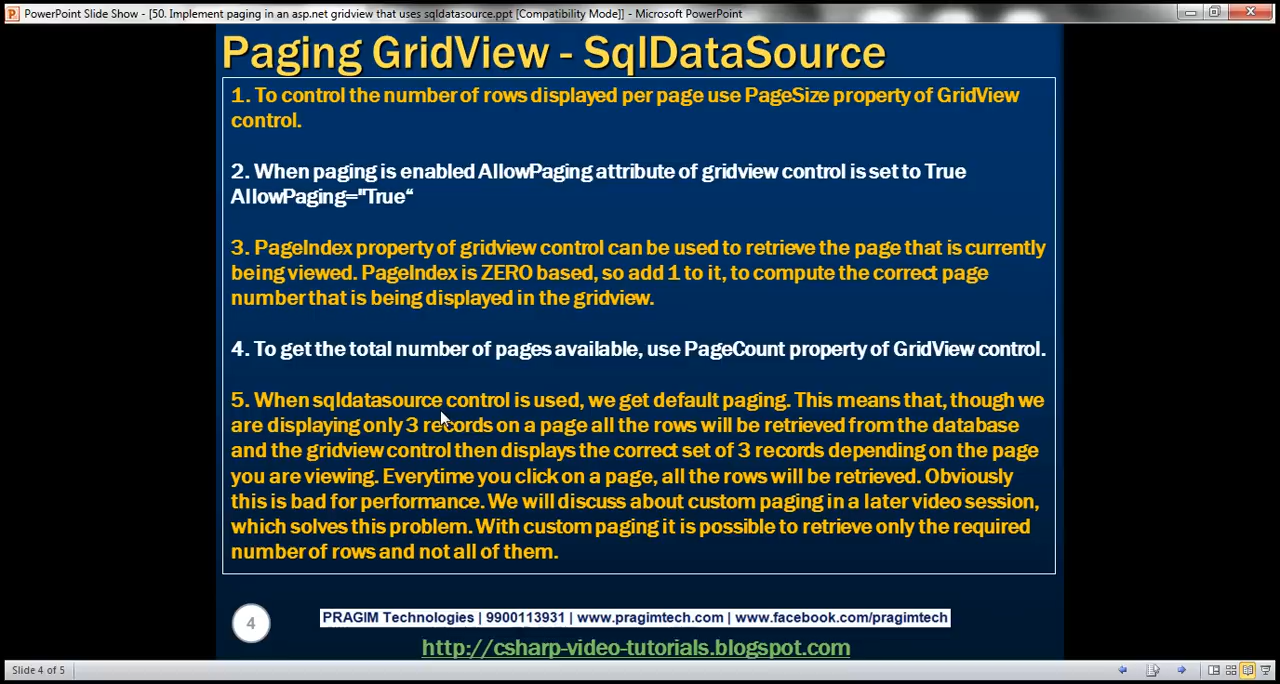 PowerPoint Slide Show - [50. Implement paging in an asp.net gridview that uses sqldatasource.ppt [Compatibility Mode]] - Microsoft PowerPoint
Paging GridView - SqlDataSource
1. To control the number of rows displayed per page use PageSize property of GridView
control.
2. When paging is enabled AllowPaging attribute of gridview control is set to True
AllowPaging="True“
3. PageIndex property of gridview control can be used to retrieve the page that is currently
being viewed. PageIndex is ZERO based, so add 1 to it, to compute the correct page
number that is being displayed in the gridview.
4. To get the total number of pages available, use PageCount property of GridView control.
5. When sqldatasource control is used, we get default paging. This means that, though we
are displaying only 3 records on a page all the rows will be retrieved from the database
and the gridview control then displays the correct set of 3 records depending on the page
you are viewing. Everytime you click on a page, all the rows will be retrieved. Obviously
this is bad for performance. We will discuss about custom paging in a later video session,
which solves this problem. With custom paging it is possible to retrieve only the required
number of rows and not all of them.
4
PRAGIM Technologies | 9900113931 | www.pragimtech.com | www.facebook.com/pragimtech
http://csharp-video-tutorials.blogspot.com
Slide 4 of 5